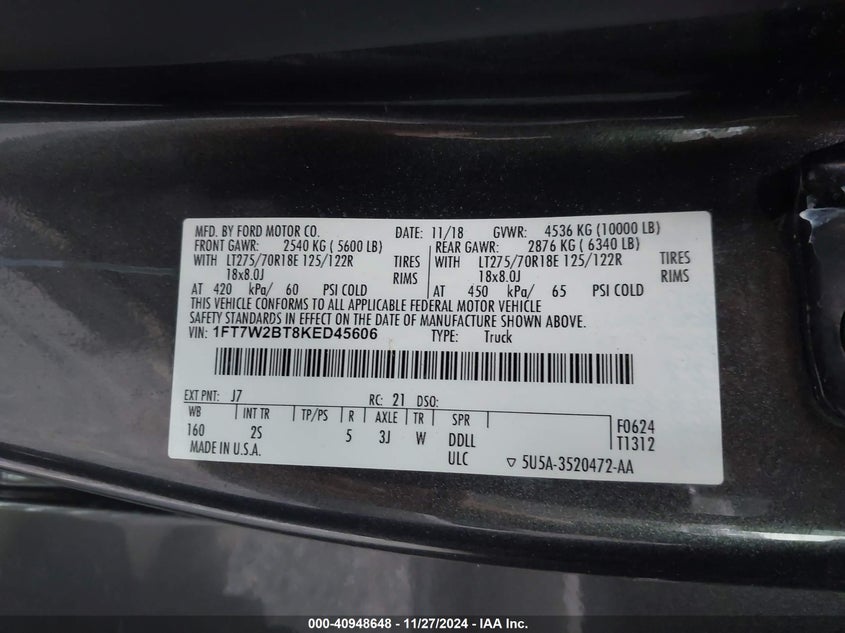 MFD. BY FORD MOTOR CO. DATE: 11/18 GVWR: 4536 KG (10000 LB)
FRONT GAWR: 2540 KG ( 5600 LB) REAR GAWR: 2876 KG ( 6340 LB)
WITH LT275/70R18E 125/122R TIRES WITH LT275/70R18E 125/122R TIRES
18x8.0J RIMS 18x8.0J RIMS
AT 420 kPa/ 60 PSI COLD AT 450 kPa/ 65 PSI COLD
THIS VEHICLE CONFORMS TO ALL APPLICABLE FEDERAL MOTOR VEHICLE
SAFETY STANDARDS IN EFFECT ON THE DATE OF MANUFACTURE SHOWN ABOVE.
VIN: 1FT7W2BT8KED45606 TYPE: Truck
EXT PNT: J7 RC: 21 DSO:
WB INT TR TP/PS R AXLE TR SPR F0624
160 2S 5 3J W DDLL T1312
MADE IN U.S.A. ULC ▽ 5U5A-3520472-AA
000-40948648 - 11/27/2024 - IAA Inc.